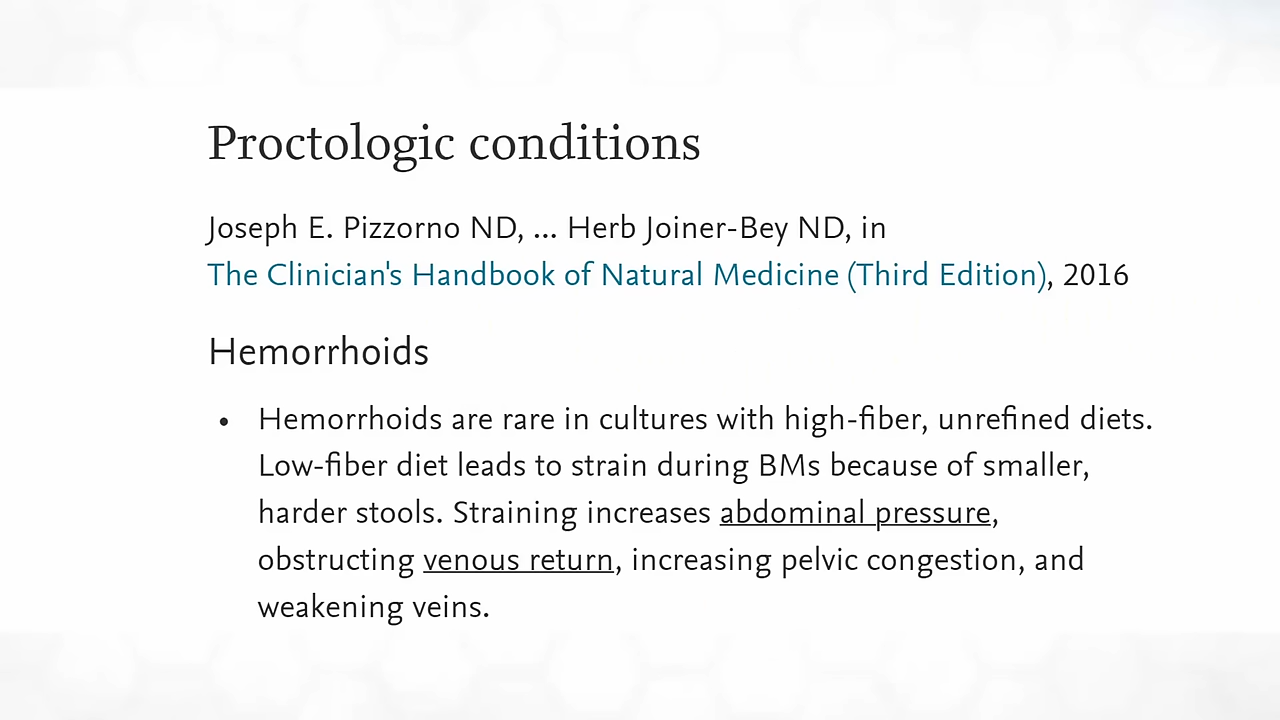 Proctologic conditions
Joseph E. Pizzorno ND, ... Herb Joiner-Bey ND, in
The Clinician's Handbook of Natural Medicine (Third Edition), 2016
Hemorrhoids
• Hemorrhoids are rare in cultures with high-fiber, unrefined diets.
Low-fiber diet leads to strain during BMs because of smaller,
harder stools. Straining increases abdominal pressure,
obstructing venous return, increasing pelvic congestion, and
weakening veins.